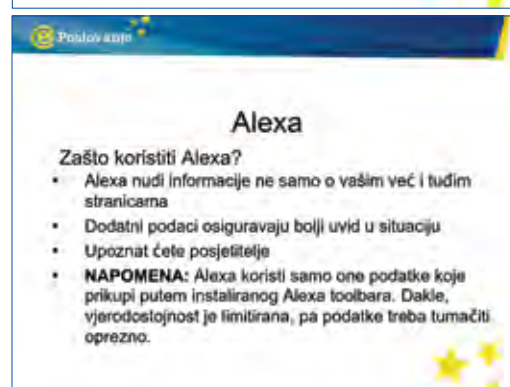 e Poslovanje
Alexa
Zašto koristiti Alexa?
• Alexa nudi informacije ne samo o vašim već i tuđim
stranicama
• Dodatni podaci osiguravaju bolji uvid u situaciju
• Upoznat ćete posjetitelje
• NAPOMENA: Alexa koristi samo one podatke koje
prikupi putem instaliranog Alexa toolbara. Dakle,
vjerodostojnost je limitirana, pa podatke treba tumačiti
oprezno.